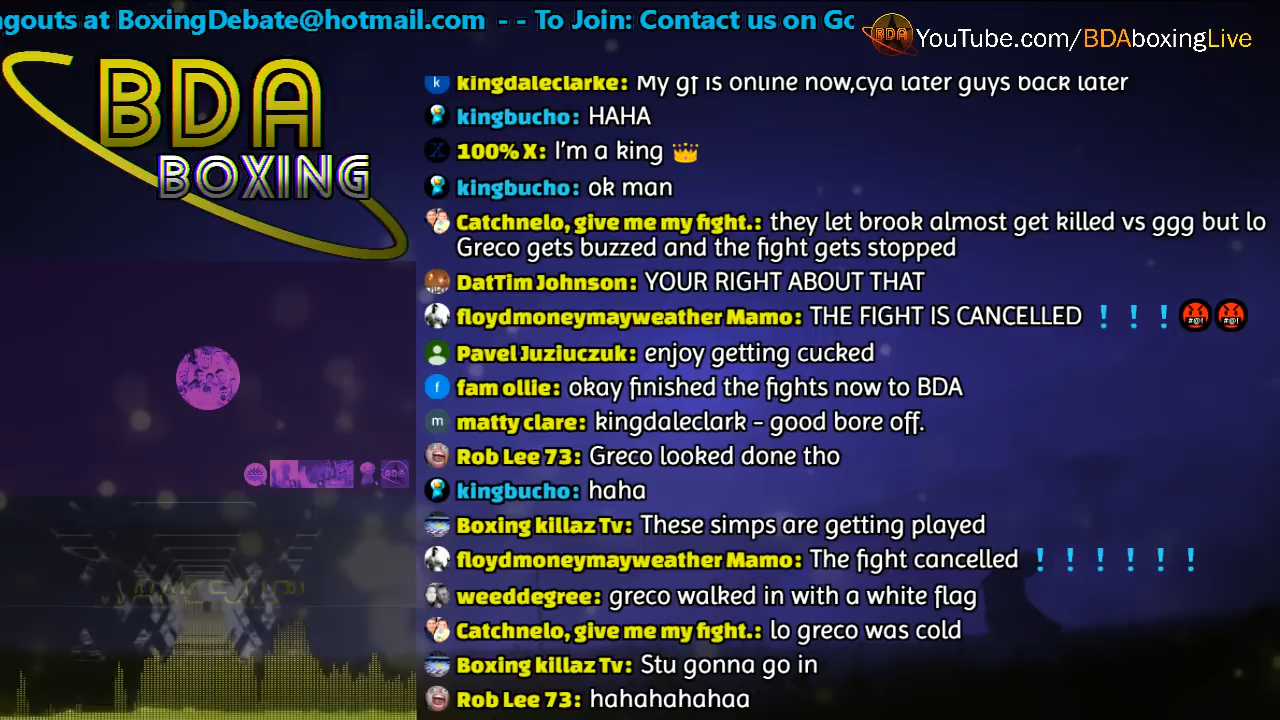 ngouts at BoxingDebate@hotmail.com - - To Join: Contact us on Go
YouTube.com/BDAboxingLive
BDA
BOXING
kingdaleclarke: My gf is online now,cya later guys back later
kingbucho: HAHA
100% X: I'm a king 👑
kingbucho: ok man
Catchnelo, give me my fight.: they let brook almost get killed vs ggg but lo
Greco gets buzzed and the fight gets stopped
DatTim Johnson: YOUR RIGHT ABOUT THAT
floydmoneymayweather Mamo: THE FIGHT IS CANCELLED ❗❗❗🤬🤬
Pavel Juziuczuk: enjoy getting cucked
fam ollie: okay finished the fights now to BDA
matty clare: kingdaleclark - good bore off.
Rob Lee 73: Greco looked done tho
kingbucho: haha
Boxing killaz Tv: These simps are getting played
floydmoneymayweather Mamo: The fight cancelled ❗❗❗❗❗❗
weeddegree: greco walked in with a white flag
Catchnelo, give me my fight.: lo greco was cold
Boxing killaz Tv: Stu gonna go in
Rob Lee 73: hahahahahaa